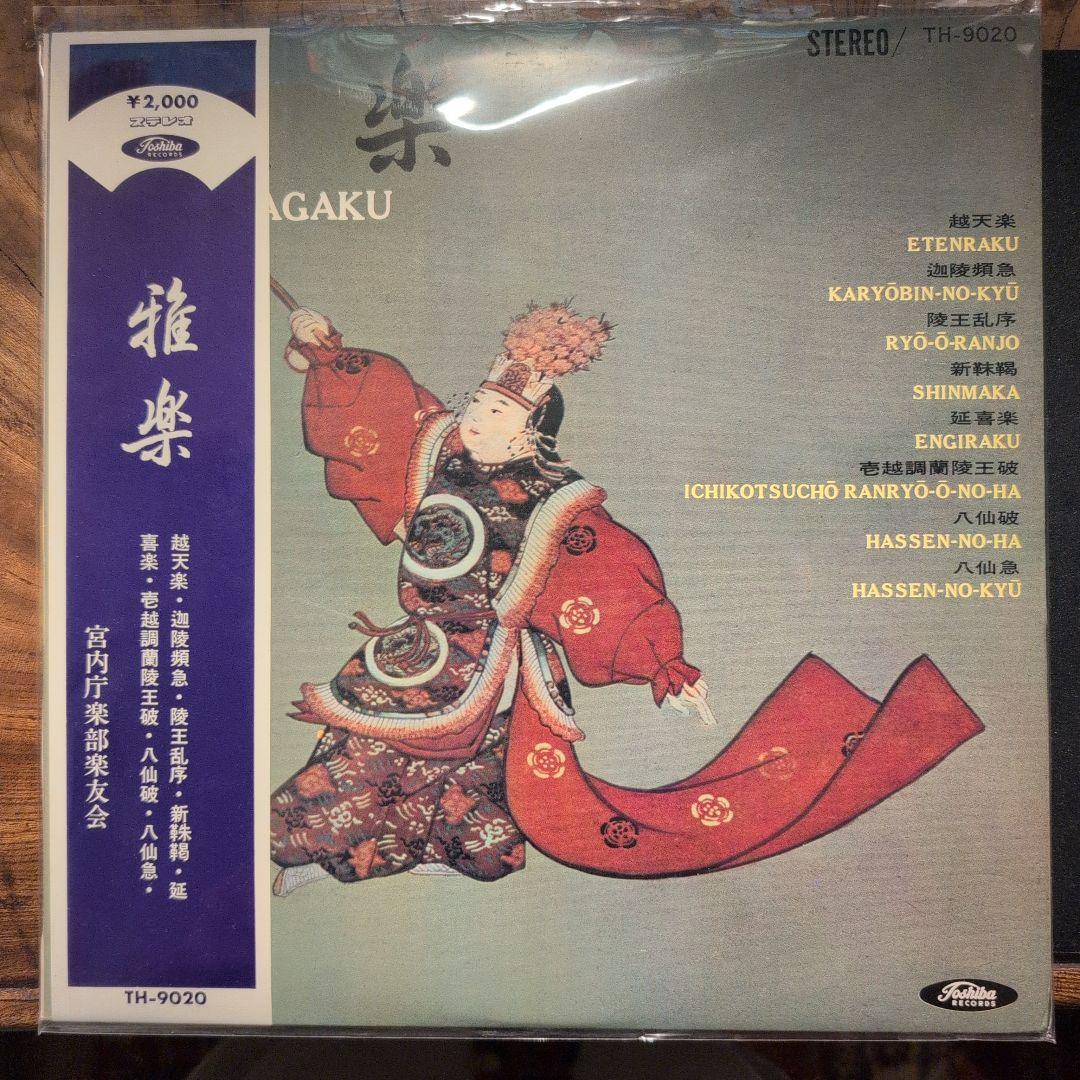 ¥2,000
ステレオ
Toshiba
RECORDS
雅楽
越天楽・迦陵頻急・陵王乱序・新靺鞨・延
喜楽・壱越調蘭陵王破・八仙破・八仙急・
宮内庁楽部楽友会
TH-9020
STEREO/ TH-9020
楽
AGAKU
越天楽
ETENRAKU
迦陵頻急
KARYŌBIN-NO-KYŪ
陵王乱序
RYŌ-Ō-RANJO
新靺鞨
SHINMAKA
延喜楽
ENGIRAKU
壱越調蘭陵王破
ICHIKOTSUCHŌ RANRYŌ-Ō-NO-HA
八仙破
HASSEN-NO-HA
八仙急
HASSEN-NO-KYŪ
Toshiba
RECORDS